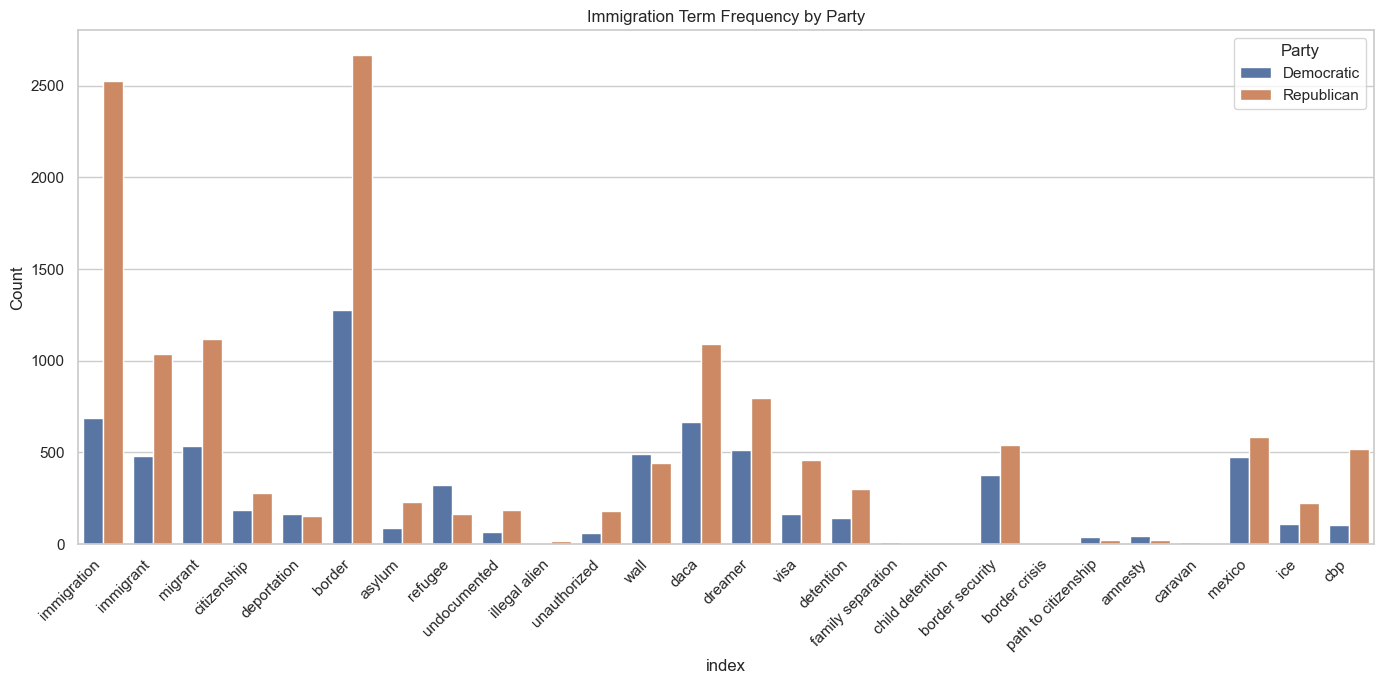 Immigration Term Frequency by Party
Party
Democratic
Republican
Count
2500
2000
1500
1000
500
0
immigration
immigrant
migrant
citizenship
deportation
border
asylum
refugee
undocumented
illegal alien
unauthorized
wall
daca
dreamer
visa
detention
family separation
child detention
border security
border crisis
path to citizenship
amnesty
caravan
mexico
ice
cbp
index